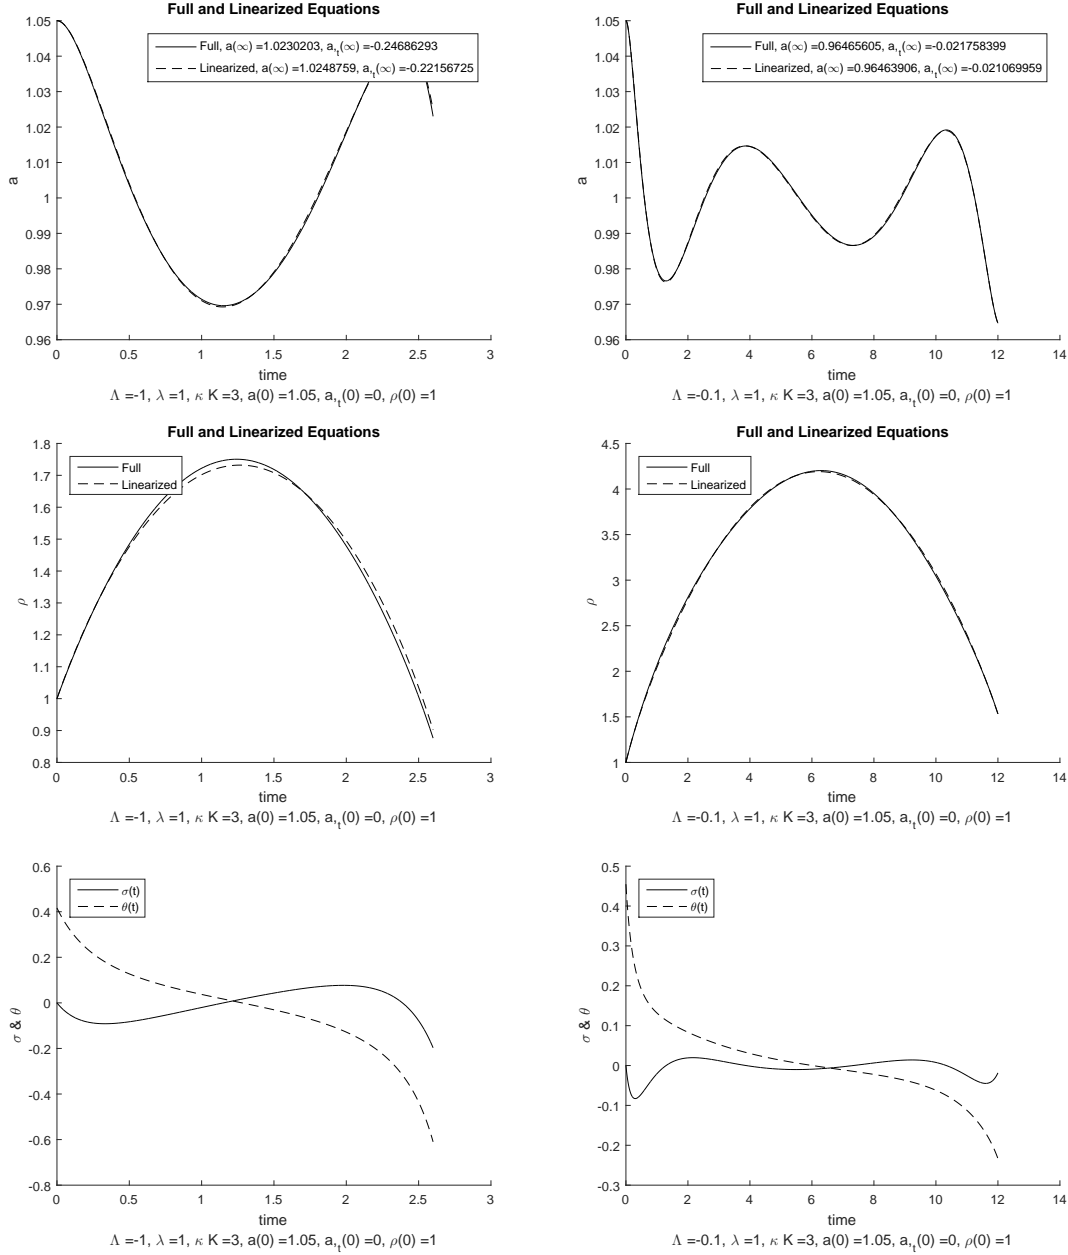 Full and Linearized Equations
Full, a(∞) =1.0230203, a,t(∞)=-0.24686293
Linearized, a(∞) =1.0248759, a,t(∞)=-0.22156725
1.05
1.04
1.03
1.02
1.01
1
0.99
0.98
0.97
0.96
a
0 0.5 1 1.5 2 2.5 3
time
Λ =-1, λ =1, κ K =3, a(0) =1.05, a,t(0) =0, ρ(0) =1
Full and Linearized Equations
Full, a(∞) =0.96465605, a,t(∞)=-0.021758399
Linearized, a(∞) =0.96463906, a,t(∞)=-0.021069959
1.05
1.04
1.03
1.02
1.01
1
0.99
0.98
0.97
0.96
a
0 2 4 6 8 10 12 14
time
Λ =-0.1, λ =1, κ K =3, a(0) =1.05, a,t(0) =0, ρ(0) =1
Full and Linearized Equations
Full
Linearized
1.8
1.7
1.6
1.5
1.4
1.3
1.2
1.1
1
0.9
0.8
ρ
0 0.5 1 1.5 2 2.5 3
time
Λ =-1, λ =1, κ K =3, a(0) =1.05, a,t(0) =0, ρ(0) =1
Full and Linearized Equations
Full
Linearized
4.5
4
3.5
3
2.5
2
1.5
1
ρ
0 2 4 6 8 10 12 14
time
Λ =-0.1, λ =1, κ K =3, a(0) =1.05, a,t(0) =0, ρ(0) =1
σ(t)
θ(t)
0.6
0.4
0.2
0
-0.2
-0.4
-0.6
-0.8
σ & θ
0 0.5 1 1.5 2 2.5 3
time
Λ =-1, λ =1, κ K =3, a(0) =1.05, a,t(0) =0, ρ(0) =1
σ(t)
θ(t)
0.5
0.4
0.3
0.2
0.1
0
-0.1
-0.2
-0.3
σ & θ
0 2 4 6 8 10 12 14
time
Λ =-0.1, λ =1, κ K =3, a(0) =1.05, a,t(0) =0, ρ(0) =1